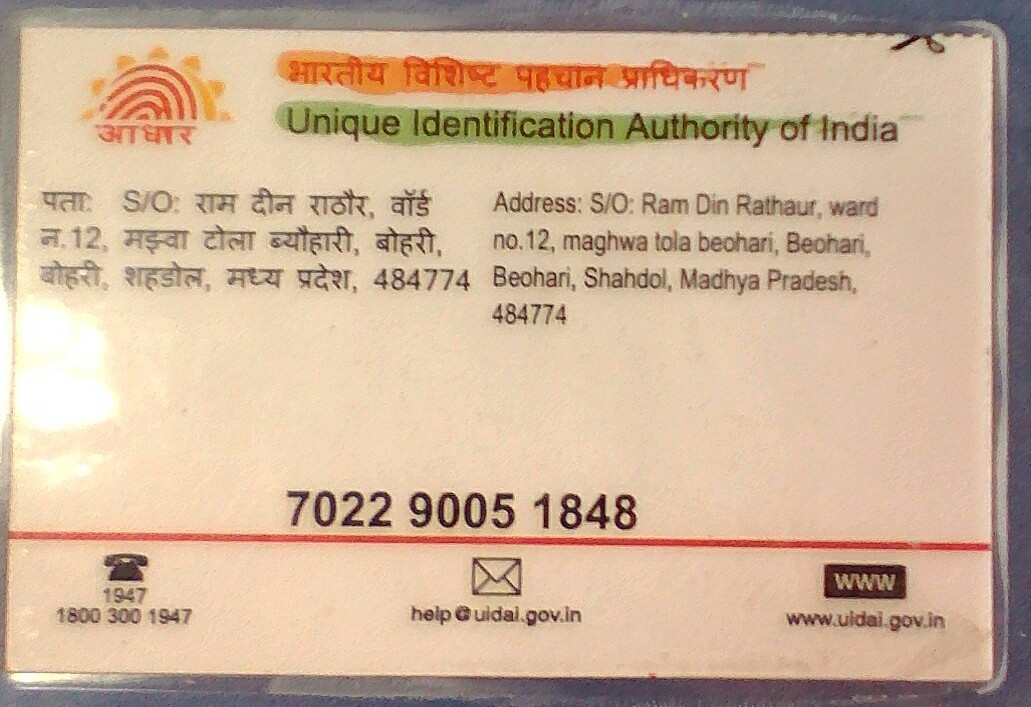 आधार
भारतीय विशिष्ट पहचान प्राधिकरण
Unique Identification Authority of India
पता: S/O: राम दीन राठौर, वॉर्ड
न.12, मझवा टोला ब्यौहारी, बोहरी,
बोहरी, शहडोल, मध्य प्रदेश, 484774
Address: S/O: Ram Din Rathaur, ward
no.12, maghwa tola beohari, Beohari,
Beohari, Shahdol, Madhya Pradesh,
484774
7022 9005 1848
1947
1800 300 1947
help@uidai.gov.in
www
www.uidai.gov.in